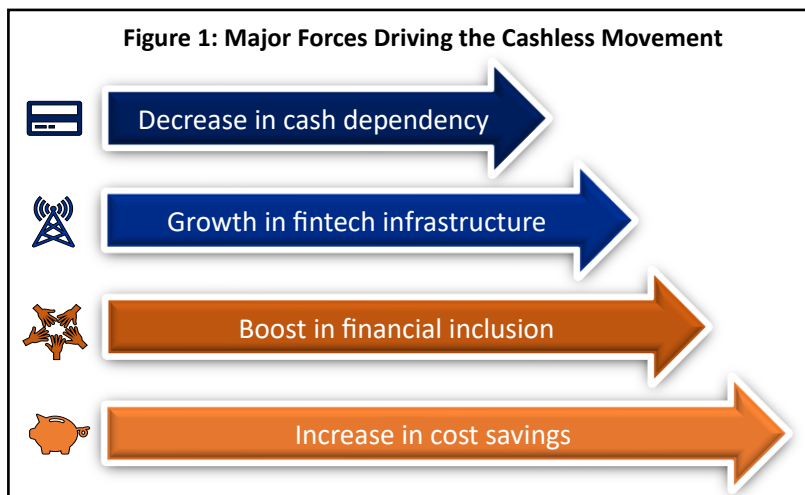 Figure 1: Major Forces Driving the Cashless Movement
Decrease in cash dependency
Growth in fintech infrastructure
Boost in financial inclusion
Increase in cost savings